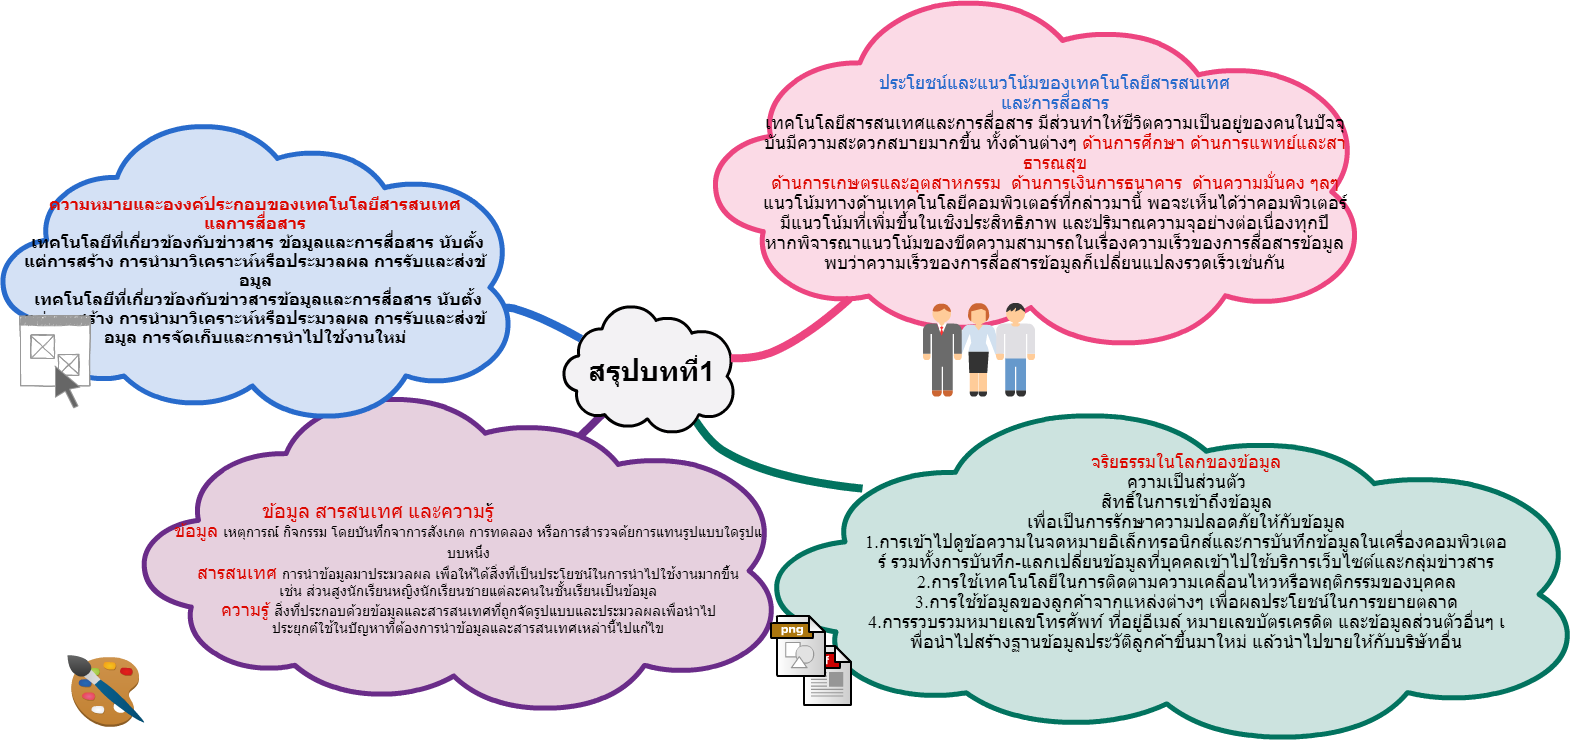 ประโยชน์และแนวโน้มของเทคโนโลยีสารสนเทศ
และการสื่อสาร
เทคโนโลยีสารสนเทศและการสื่อสาร มีส่วนทำให้ชีวิตความเป็นอยู่ของคนในปัจจุ
บันมีความสะดวกสบายมากขึ้น ทั้งด้านต่างๆ ด้านการศึกษา ด้านการแพทย์และสา
ธารณสุข
ด้านการเกษตรและอุตสาหกรรม ด้านการเงินการธนาคาร ด้านความมั่นคง ฯลฯ
แนวโน้มทางด้านเทคโนโลยีคอมพิวเตอร์ที่กล่าวมานี้ พอจะเห็นได้ว่าคอมพิวเตอร์
มีแนวโน้มที่เพิ่มขึ้นในเชิงประสิทธิภาพ และปริมาณความจุอย่างต่อเนื่องทุกปี
หากพิจารณาแนวโน้มของขีดความสามารถในเรื่องความเร็วของการสื่อสารข้อมูล
พบว่าความเร็วของการสื่อสารข้อมูลก็เปลี่ยนแปลงรวดเร็วเช่นกัน
ความหมายและอเงงค์ประกอบของเทคโนโลยีสารสนเทศ
แลการสื่อสาร
เทคโนโลยีที่เกี่ยวข้องกับข่าวสาร ข้อมูลและการสื่อสาร นับตั้ง
แต่การสร้าง การนำมาวิเคราะห์หรือประมวลผล การรับและส่งข้
อมูล
เทคโนโลยีที่เกี่ยวข้องกับข่าวสารข้อมูลและการสื่อสาร นับตั้ง
สร้าง การนำมาวิเคราะห์หรือประมวลผล การรับและส่งข้
อมูล การจัดเก็บและการนำไปใช้งานใหม่
สรุปบทที่1
ข้อมูล สารสนเทศ และความรู้
ข้อมูล เหตุการณ์ กิจกรรม โดยบันทึกจาการสังเกต การทดลอง หรือการสำรวจด้ยการแทนรูปแบบใดรูปแ
บบหนึ่ง
สารสนเทศ การนำข้อมูลมาประมวลผล เพื่อให้ได้สิ่งที่เป็นประโยชน์ในการนำไปใช้งานมากขึ้น
เช่น ส่วนสูงนักเรียนหญิงนักเรียนชายแต่ละคนในชั้นเรียนเป็นข้อมูล
ความรู้ สิ่งที่ประกอบด้วยข้อมูลและสารสนเทศที่ถูกจัดรูปแบบและประมวลผลเพื่อนำไป
ประยุกต์ใช้ในปัญหาที่ต้องการนำข้อมูลและสารสนเทศเหล่านี้ไปแก้ไข
จริยธรรมในโลกของข้อมูล
ความเป็นส่วนตัว
สิทธิ์ในการเข้าถึงข้อมูล
เพื่อเป็นการรักษาความปลอดภัยให้กับข้อมูล
1.การเข้าไปดูข้อความในจดหมายอิเล็กทรอนิกส์และการบันทึกข้อมูลในเครื่องคอมพิวเตอ
ร์ รวมทั้งการบันทึก-แลกเปลี่ยนข้อมูลที่บุคคลเข้าไปใช้บริการเว็บไซต์และกลุ่มข่าวสาร
2.การใช้เทคโนโลยีในการติดตามความเคลื่อนไหวหรือพฤติกรรมของบุคคล
3.การใช้ข้อมูลของลูกค้าจากแหล่งต่างๆ เพื่อผลประโยชน์ในการขยายตลาด
4.การรวบรวมหมายเลขโทรศัพท์ ที่อยู่อีเมล์ หมายเลขบัตรเครดิต และข้อมูลส่วนตัวอื่นๆ เ
พื่อนำไปสร้างฐานข้อมูลประวัติลูกค้าขึ้นมาใหม่ แล้วนำไปขายให้กับบริษัทอื่น
png